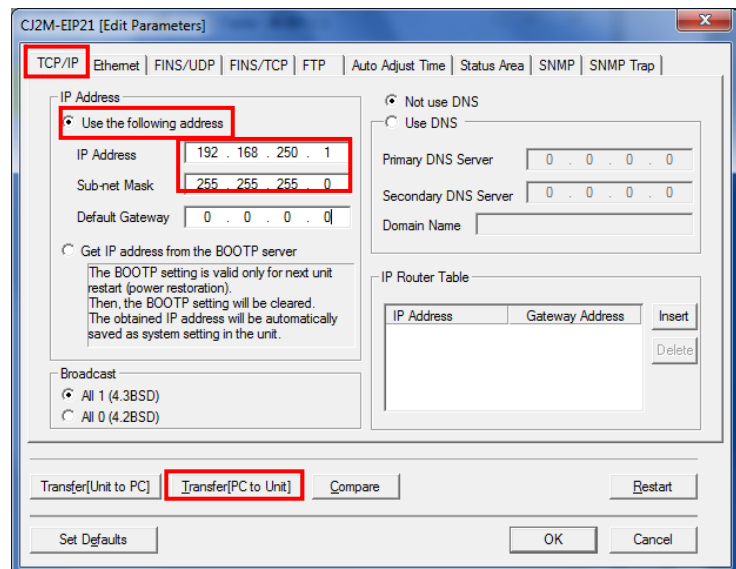 CJ2M-EIP21 [Edit Parameters]
TCP/IP Ethernet FINS/UDP FINS/TCP FTP Auto Adjust Time Status Area SNMP SNMP Trap
IP Address
Use the following address
IP Address 192 . 168 . 250 . 1
Sub-net Mask 255 . 255 . 255 . 0
Default Gateway 0 . 0 . 0 . 0
Get IP address from the BOOTP server
The BOOTP setting is valid only for next unit
restart (power restoration).
Then, the BOOTP setting will be cleared.
The obtained IP address will be automatically
saved as system setting in the unit.
Broadcast
All 1 (4.3BSD)
All 0 (4.2BSD)
Not use DNS
Use DNS
Primary DNS Server 0 . 0 . 0 . 0
Secondary DNS Server 0 . 0 . 0 . 0
Domain Name
IP Router Table
IP Address Gateway Address
Insert
Delete
Transfer[Unit to PC] Transfer[PC to Unit] Compare Restart
Set Defaults OK Cancel